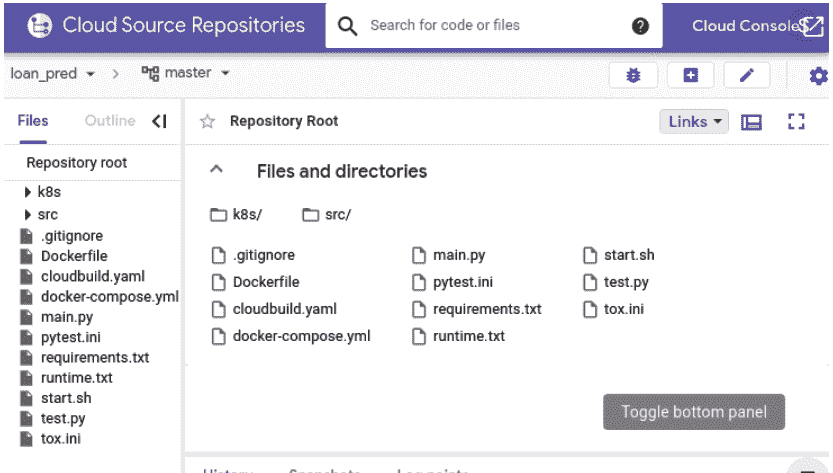 Cloud Source Repositories Search for code or files Cloud Console
loan_pred > master
Files Outline
Repository root
k8s
src
.gitignore
Dockerfile
cloudbuild.yaml
docker-compose.yml
main.py
pytest.ini
requirements.txt
runtime.txt
start.sh
test.py
tox.ini
Repository Root Links
Files and directories
k8s/ src/
.gitignore main.py start.sh
Dockerfile pytest.ini test.py
cloudbuild.yaml requirements.txt tox.ini
docker-compose.yml runtime.txt
Toggle bottom panel